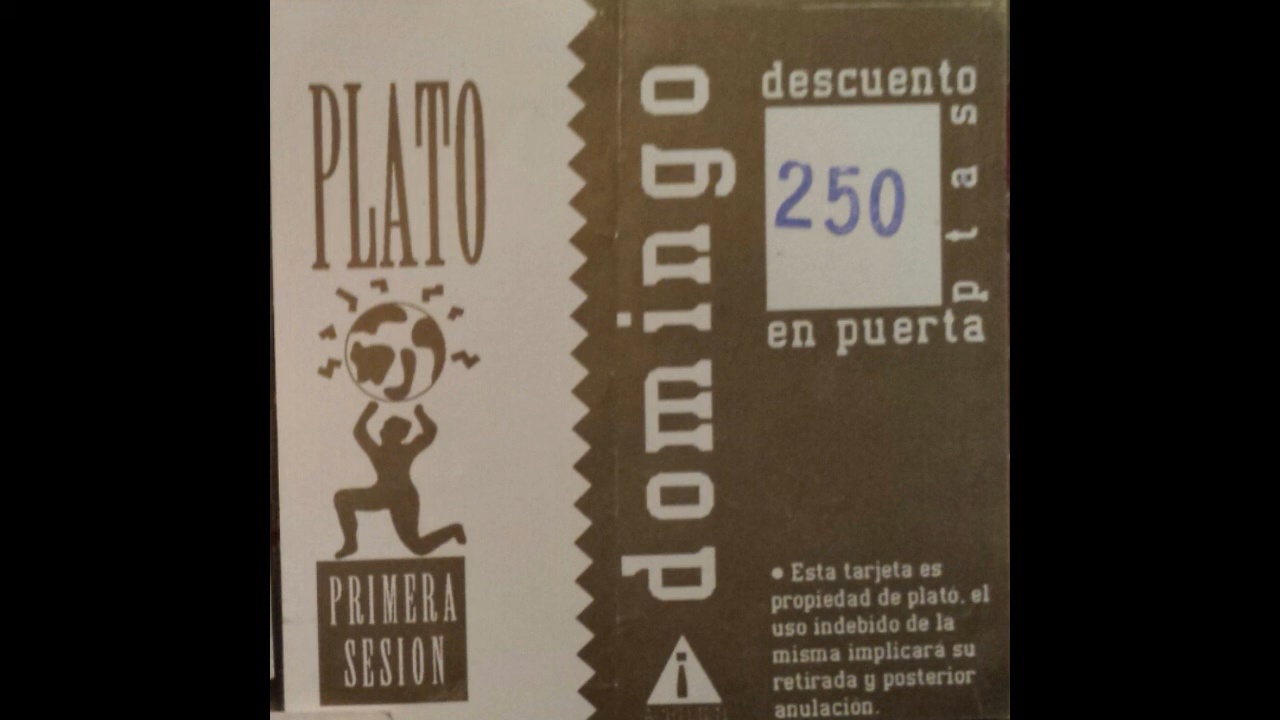 PLATO
PRIMERA
SESION
domingo
descuento
250
ptas
en puerta
• Esta tarjeta es
propiedad de plató, el
uso indebido de la
misma implicará su
retirada y posterior
anulación.
i